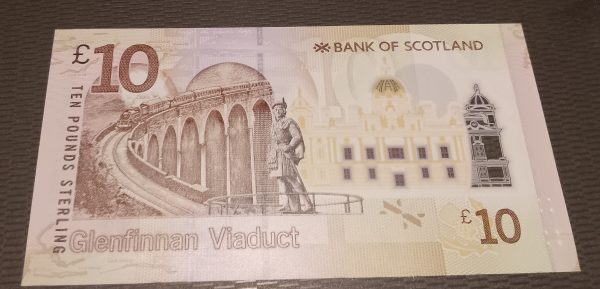 £10
BANK OF SCOTLAND
TEN POUNDS STERLING
Glenfinnan Viaduct
£10